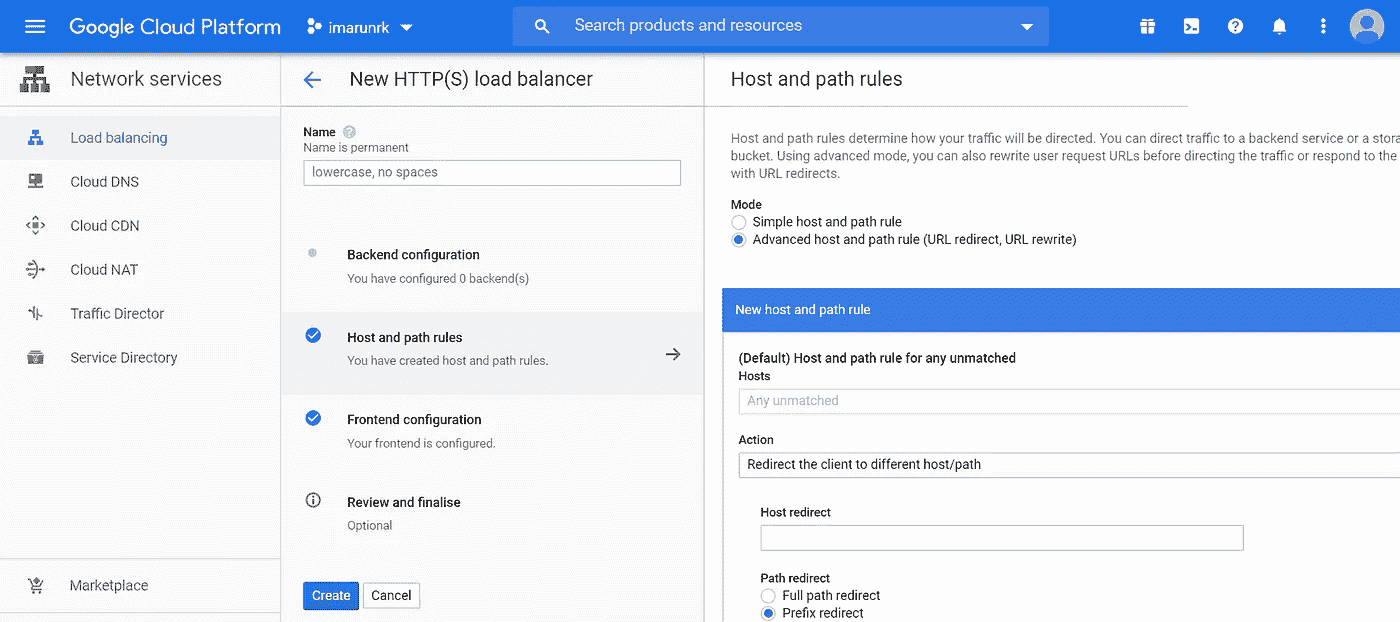 Google Cloud Platform
imarunrk
Search products and resources
Network services
Load balancing
Cloud DNS
Cloud CDN
Cloud NAT
Traffic Director
Service Directory
Marketplace
New HTTP(S) load balancer
Name
Name is permanent
lowercase, no spaces
Backend configuration
You have configured 0 backend(s)
Host and path rules
You have created host and path rules.
Frontend configuration
Your frontend is configured.
Review and finalise
Optional
Create
Cancel
Host and path rules
Host and path rules determine how your traffic will be directed. You can direct traffic to a backend service or a stora
bucket. Using advanced mode, you can also rewrite user request URLs before directing the traffic or respond to the
with URL redirects.
Mode
Simple host and path rule
Advanced host and path rule (URL redirect, URL rewrite)
New host and path rule
(Default) Host and path rule for any unmatched
Hosts
Any unmatched
Action
Redirect the client to different host/path
Host redirect
Path redirect
Full path redirect
Prefix redirect